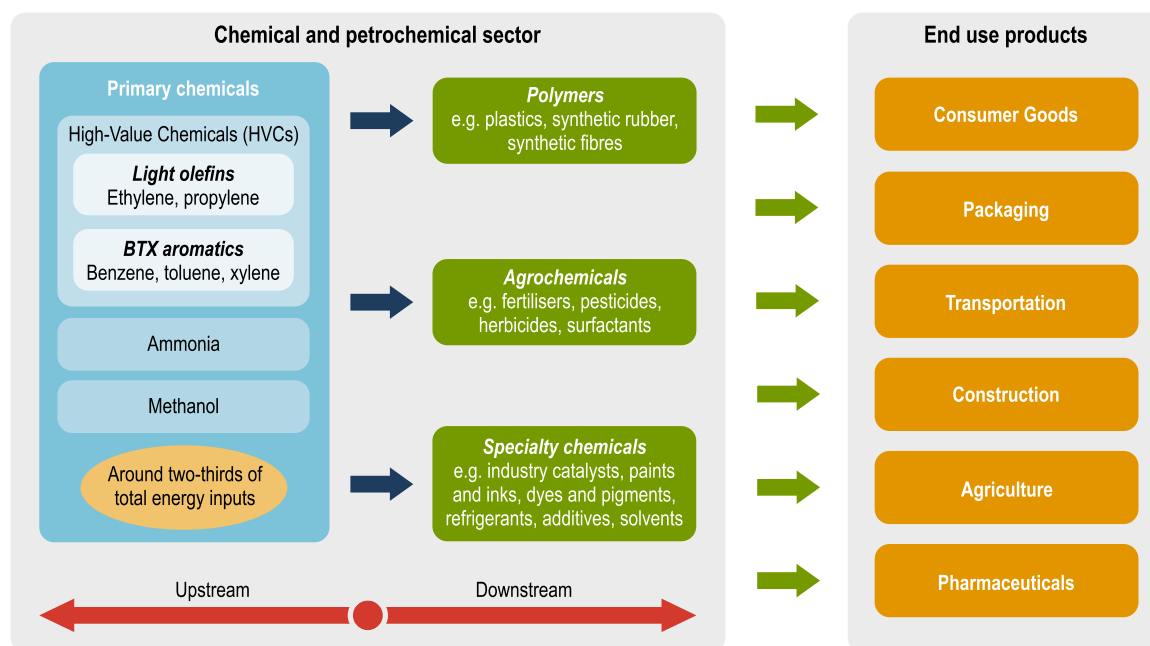 Chemical and petrochemical sector
Primary chemicals
High-Value Chemicals (HVCs)
Light olefins
Ethylene, propylene
BTX aromatics
Benzene, toluene, xylene
Ammonia
Methanol
Around two-thirds of
total energy inputs
Polymers
e.g. plastics, synthetic rubber,
synthetic fibres
Agrochemicals
e.g. fertilisers, pesticides,
herbicides, surfactants
Specialty chemicals
e.g. industry catalysts, paints
and inks, dyes and pigments,
refrigerants, additives, solvents
Upstream
Downstream
End use products
Consumer Goods
Packaging
Transportation
Construction
Agriculture
Pharmaceuticals